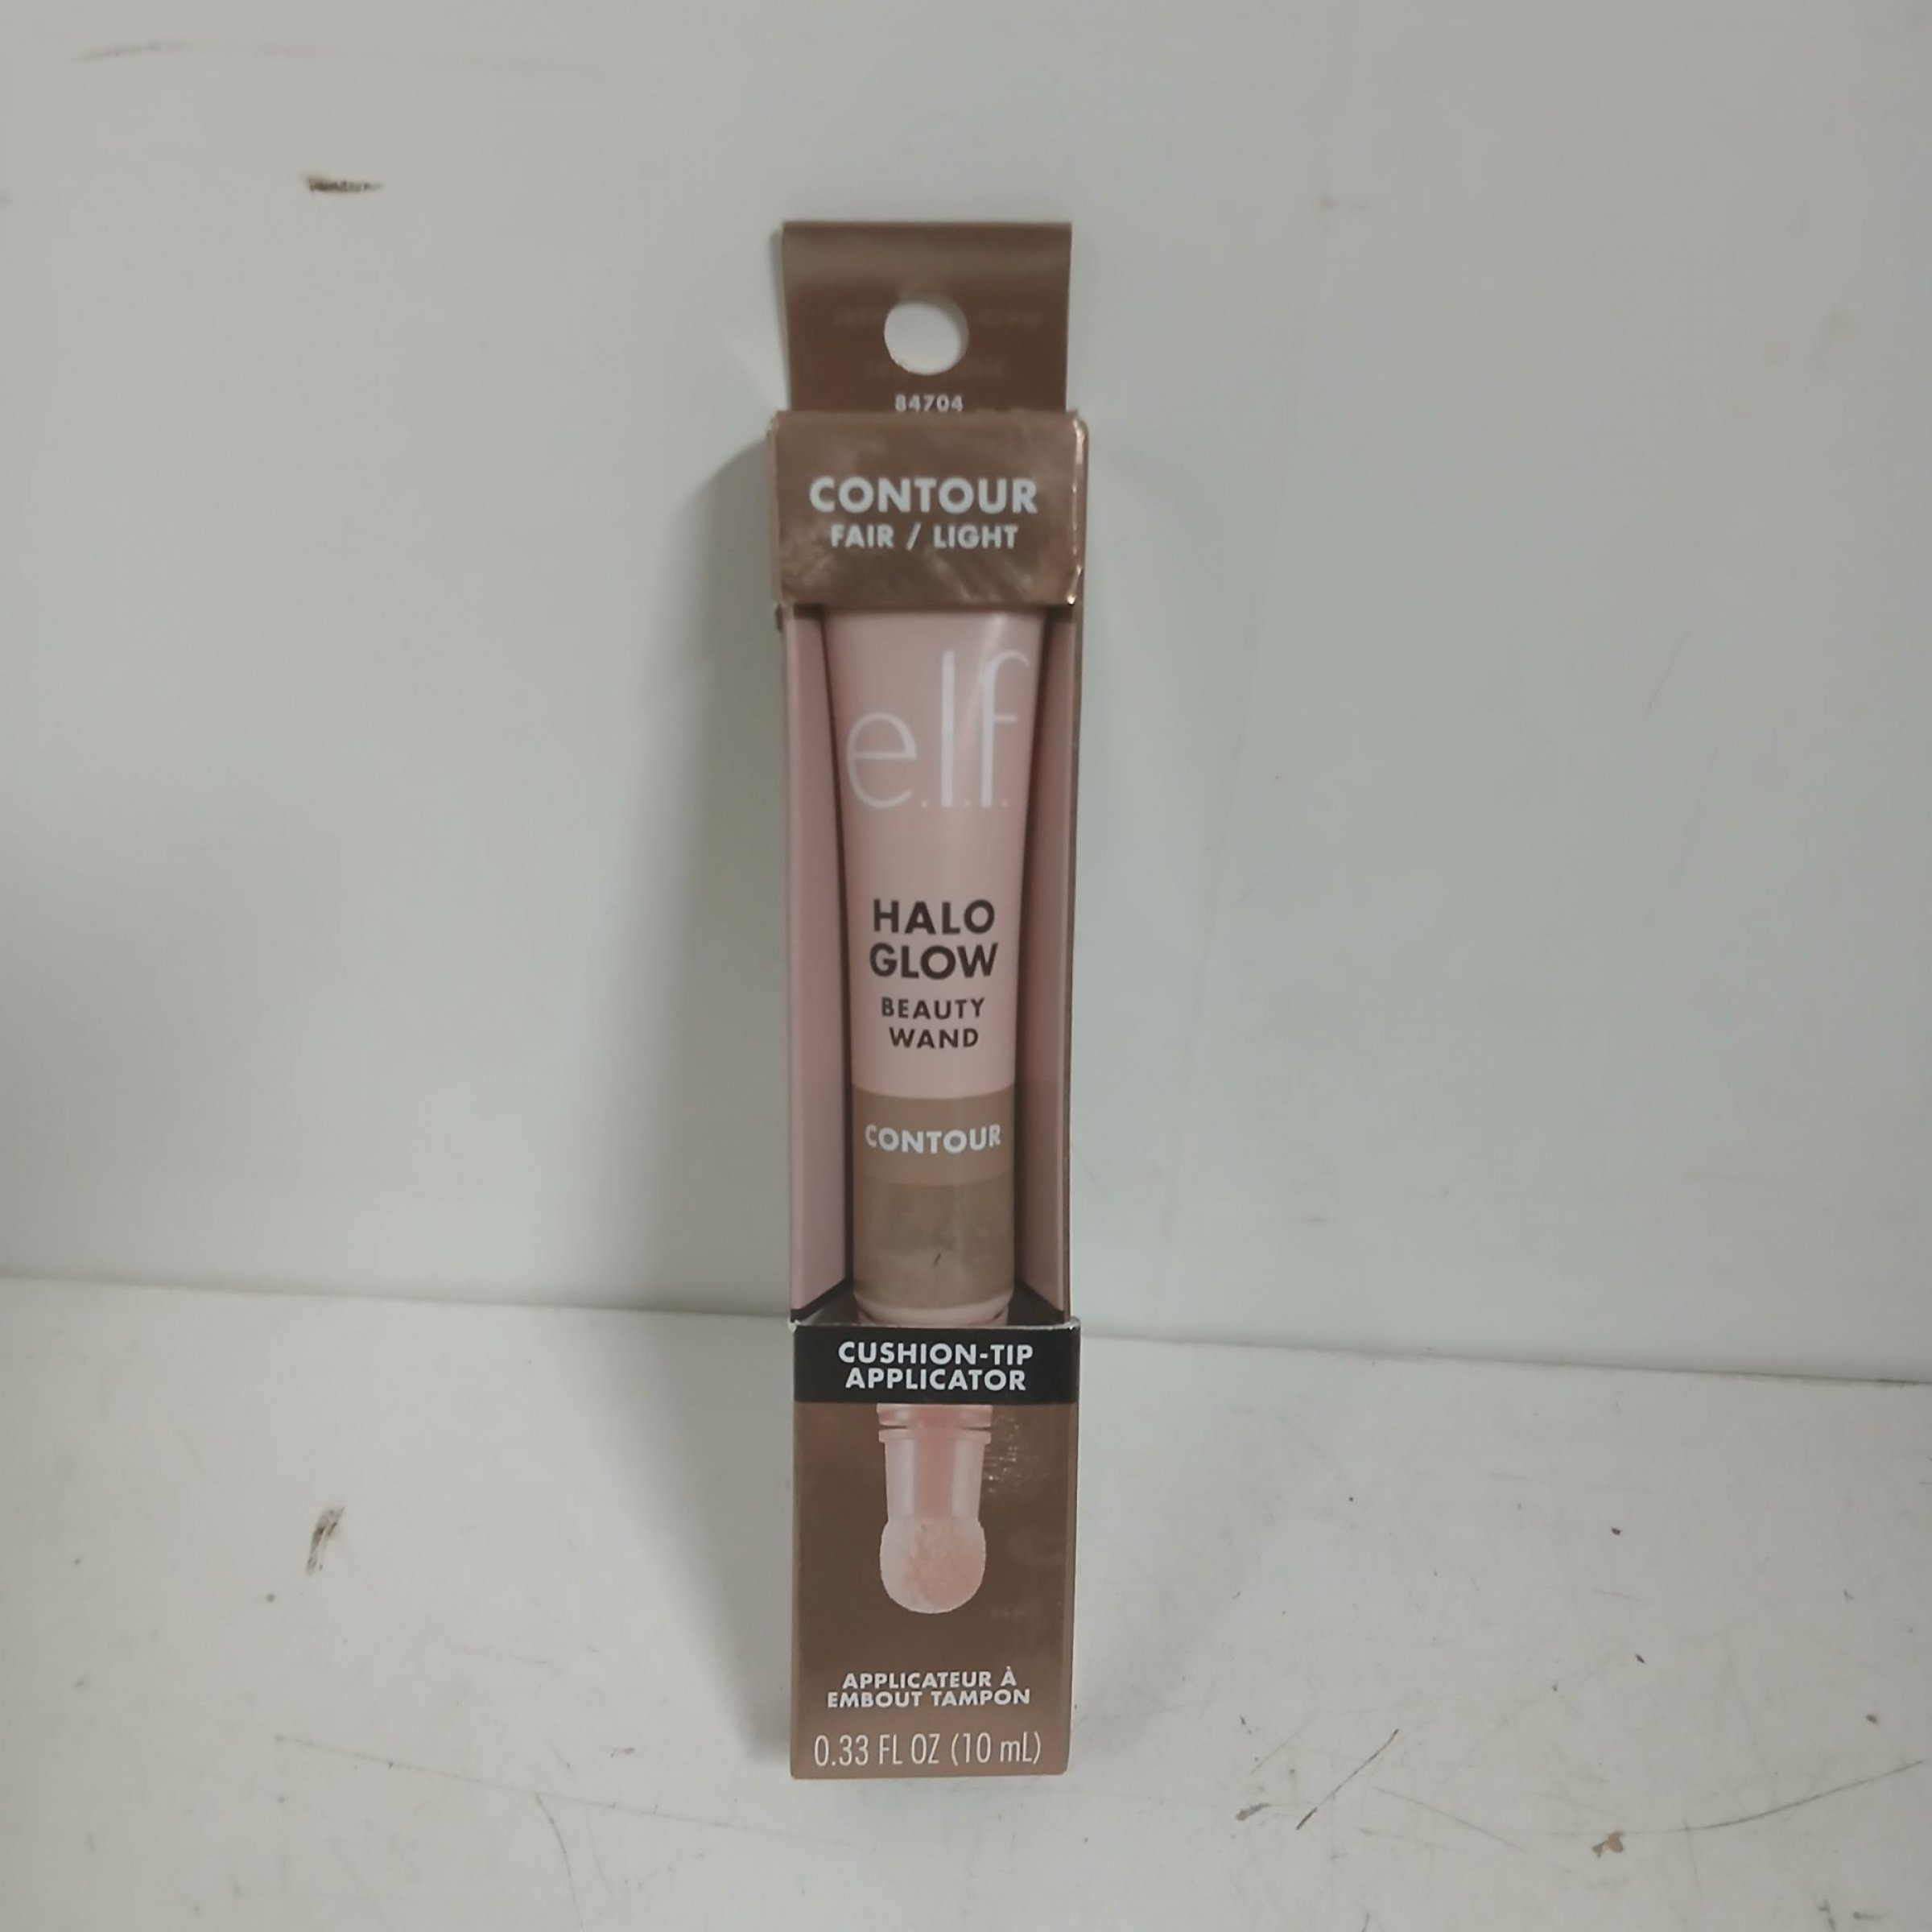 84704
CONTOUR
FAIR / LIGHT
e.l.f.
HALO
GLOW
BEAUTY
WAND
CONTOUR
CUSHION-TIP
APPLICATOR
APPLICATEUR À
EMBOUT TAMPON
0.33 FL OZ (10 mL)